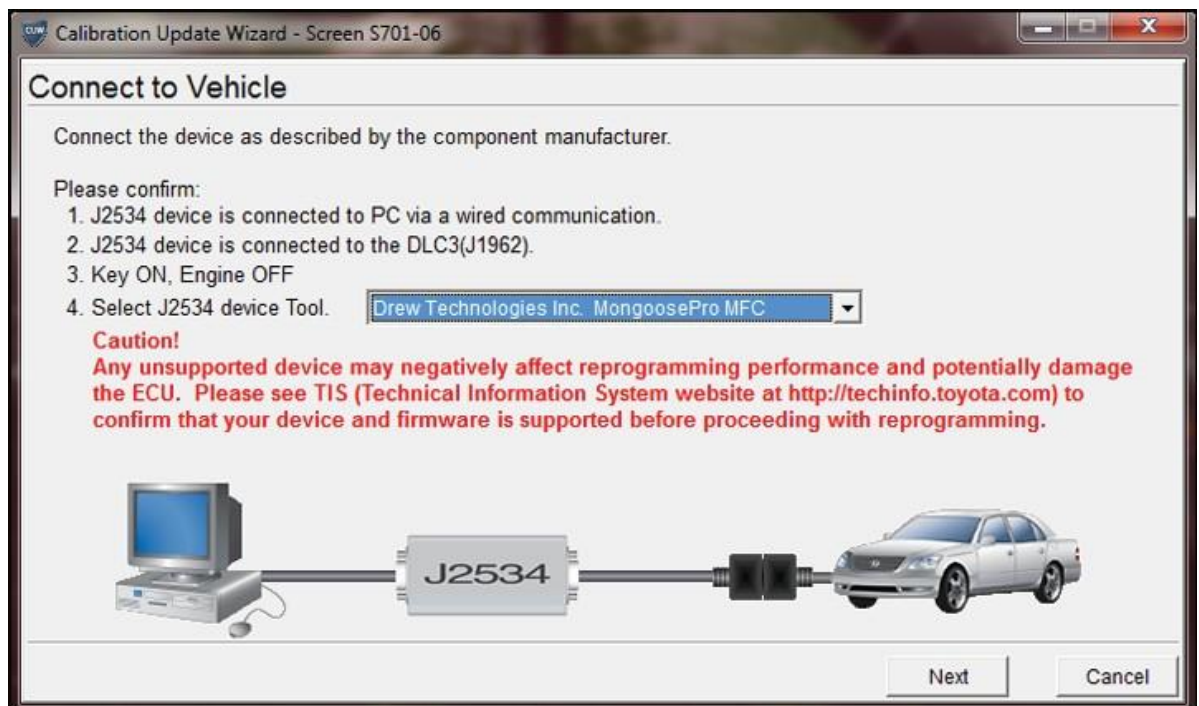 CUW
Calibration Update Wizard - Screen S701-06
Connect to Vehicle
Connect the device as described by the component manufacturer.
Please confirm:
1. J2534 device is connected to PC via a wired communication.
2. J2534 device is connected to the DLC3(J1962).
3. Key ON, Engine OFF
4. Select J2534 device Tool. Drew Technologies Inc. MongoosePro MFC
Caution!
Any unsupported device may negatively affect reprogramming performance and potentially damage
the ECU. Please see TIS (Technical Information System website at http://techinfo.toyota.com) to
confirm that your device and firmware is supported before proceeding with reprogramming.
J2534
Next Cancel